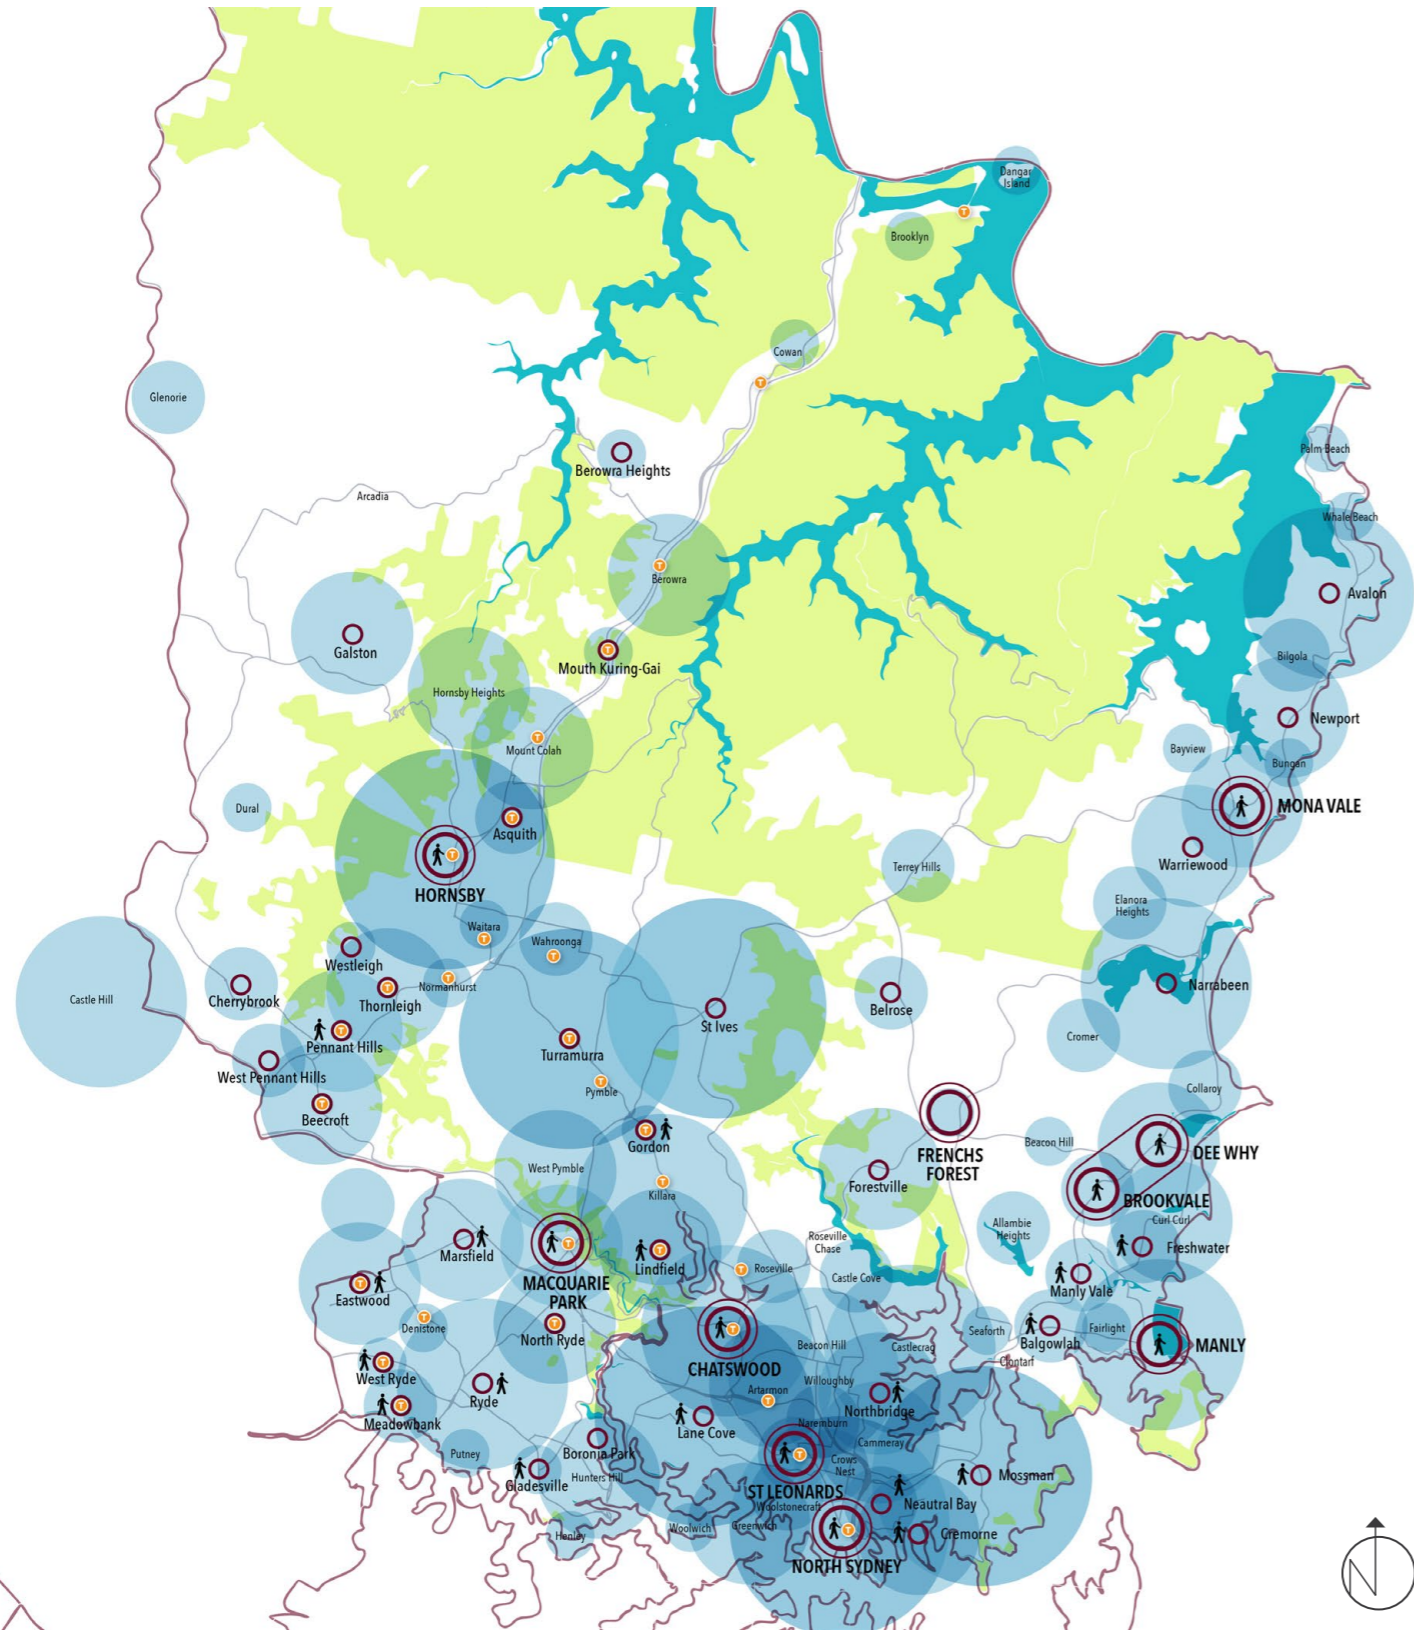 Dangar
Island
T
Brooklyn
Cowan
T
Glenorie
Palm Beach
Berowra Heights
Arcadia
Whale Beach
T
Berowra
Avalon
Galston
T
Mouth Kuring-Gai
Bilgola
Hornsby Heights
Newport
T
Mount Colah
Bayview
Bungan
Dural
MONA VALE
T
Asquith
T
HORNSBY
Warriewood
Terrey Hills
Elanora
Heights
Waitara
T
Wahroonga
T
Westleigh
Castle Hill
Cherrybrook
T
Thornleigh
T
Normanhurst
Narrabeen
Belrose
St Ives
T
Pennant Hills
T
Turramurra
Cromer
West Pennant Hills
T
Pymble
Collaroy
T
Beecroft
T
Gordon
Beacon Hill
DEE WHY
FRENCHS
FOREST
West Pymble
Forestville
T
Killara
BROOKVALE
Curl Curl
Allambie
Heights
Marsfield
T
MACQUARIE
PARK
T
Lindfield
Roseville
Chase
Freshwater
T
Roseville
Castle Cove
T
Eastwood
Manly Vale
T
Denistone
T
North Ryde
T
CHATSWOOD
Beacon Hill
Castlecrag
Seaforth
Balgowlah
Fairlight
MANLY
Clontarf
T
West Ryde
Ryde
T
Artarmon
Willoughby
Northbridge
T
Meadowbank
Lane Cove
Naremburn
Cammeray
Putney
Boronia Park
T
ST LEONARDS
Crows
Nest
Gladesville
Hunters Hill
Mossman
Woolstonecraft
Neautral Bay
Henley
Woolwich
Greenwich
T
NORTH SYDNEY
Cremorne
N